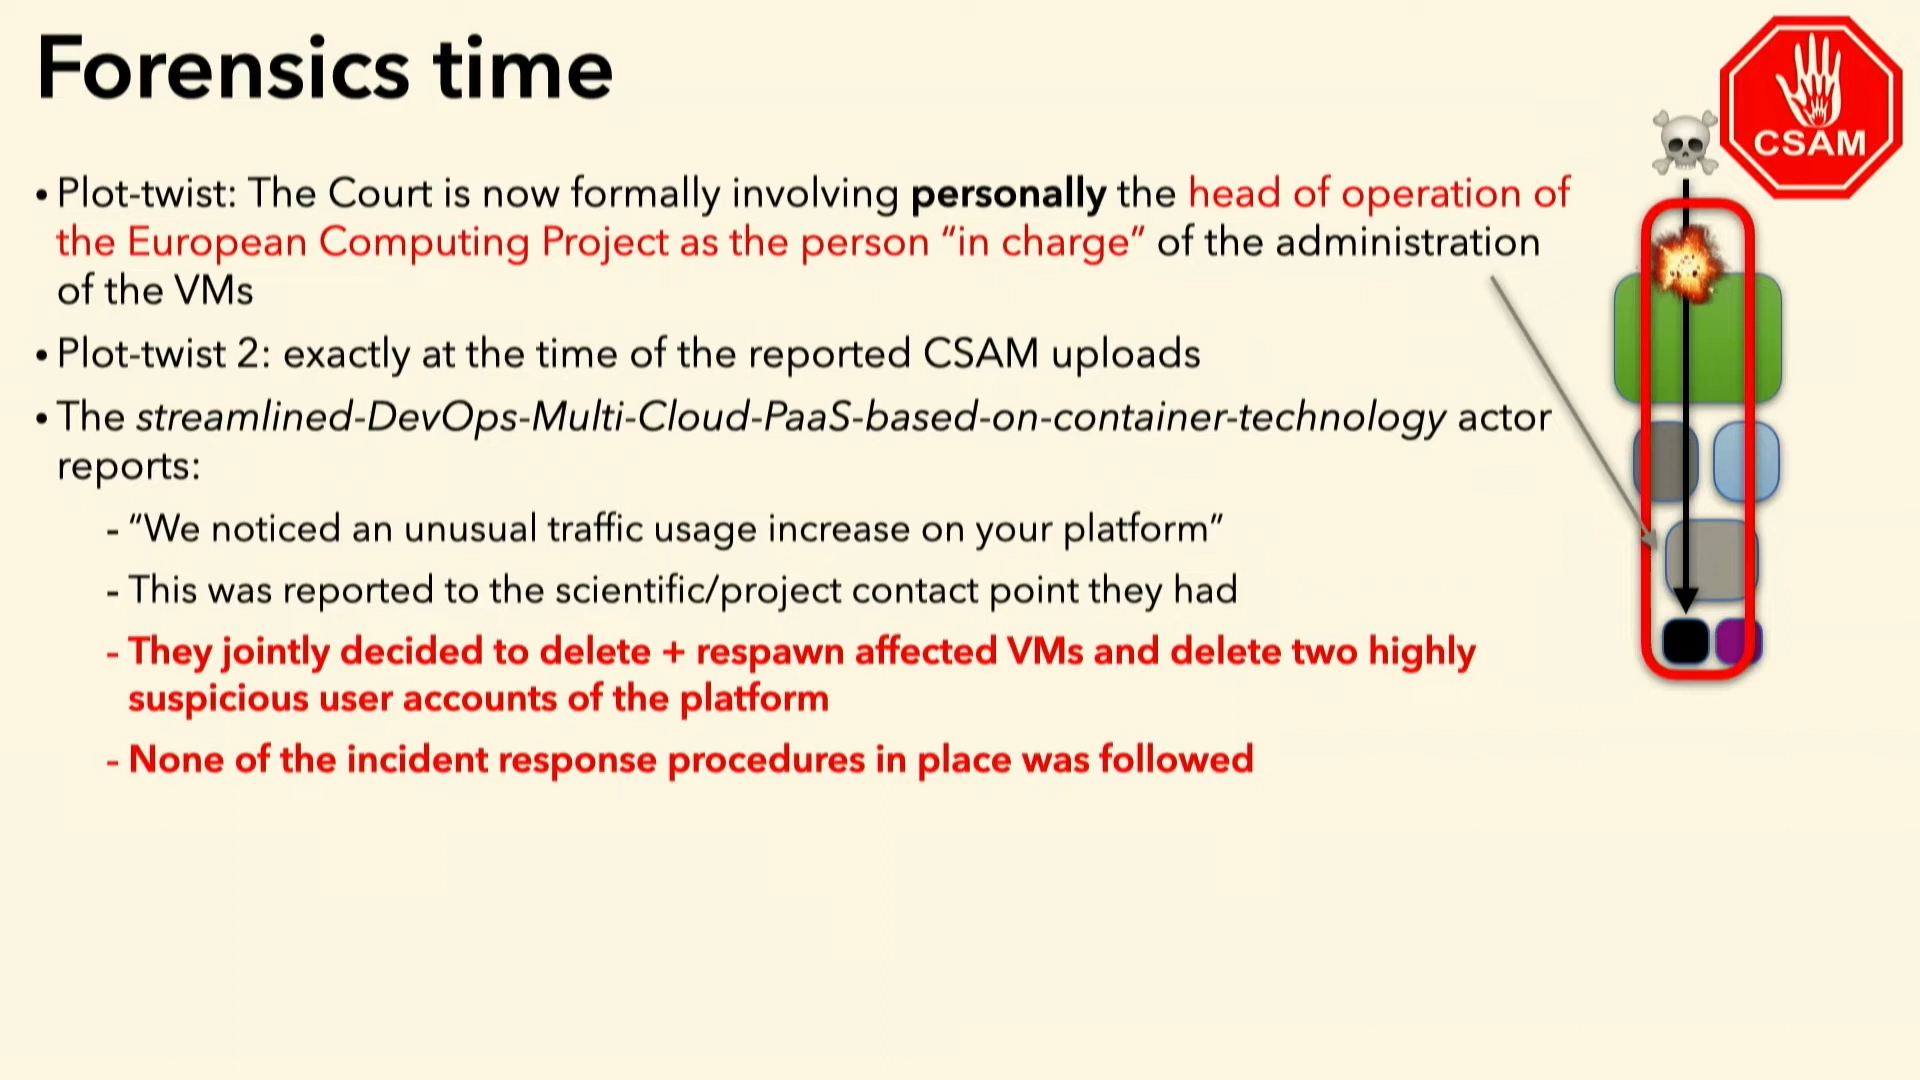 Forensics time
CSAM
• Plot-twist: The Court is now formally involving personally the head of operation of
the European Computing Project as the person “in charge” of the administration
of the VMs
• Plot-twist 2: exactly at the time of the reported CSAM uploads
• The streamlined-DevOps-Multi-Cloud-PaaS-based-on-container-technology actor
reports:
- “We noticed an unusual traffic usage increase on your platform”
- This was reported to the scientific/project contact point they had
- They jointly decided to delete + respawn affected VMs and delete two highly
suspicious user accounts of the platform
- None of the incident response procedures in place was followed